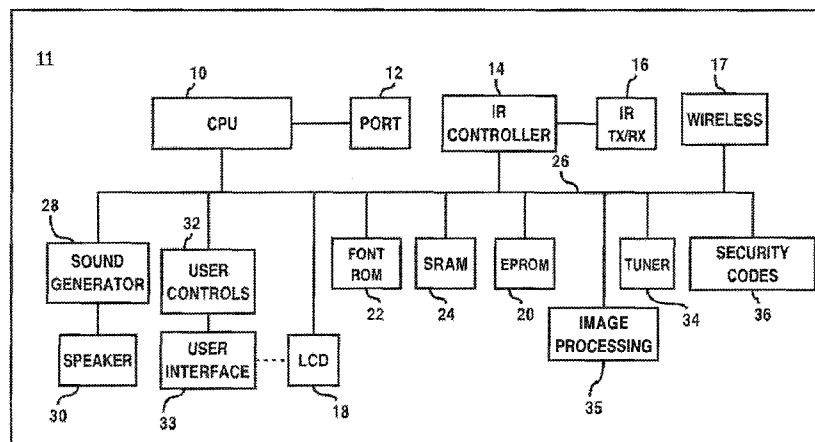 11
10
12
14
16
17
CPU
PORT
IR
CONTROLLER
IR
TX/RX
WIRELESS
26
28
32
SOUND
GENERATOR
USER
CONTROLS
FONT
ROM
22
SRAM
24
EPROM
20
TUNER
34
SECURITY
CODES
36
SPEAKER
30
USER
INTERFACE
33
LCD
18
IMAGE
PROCESSING
35